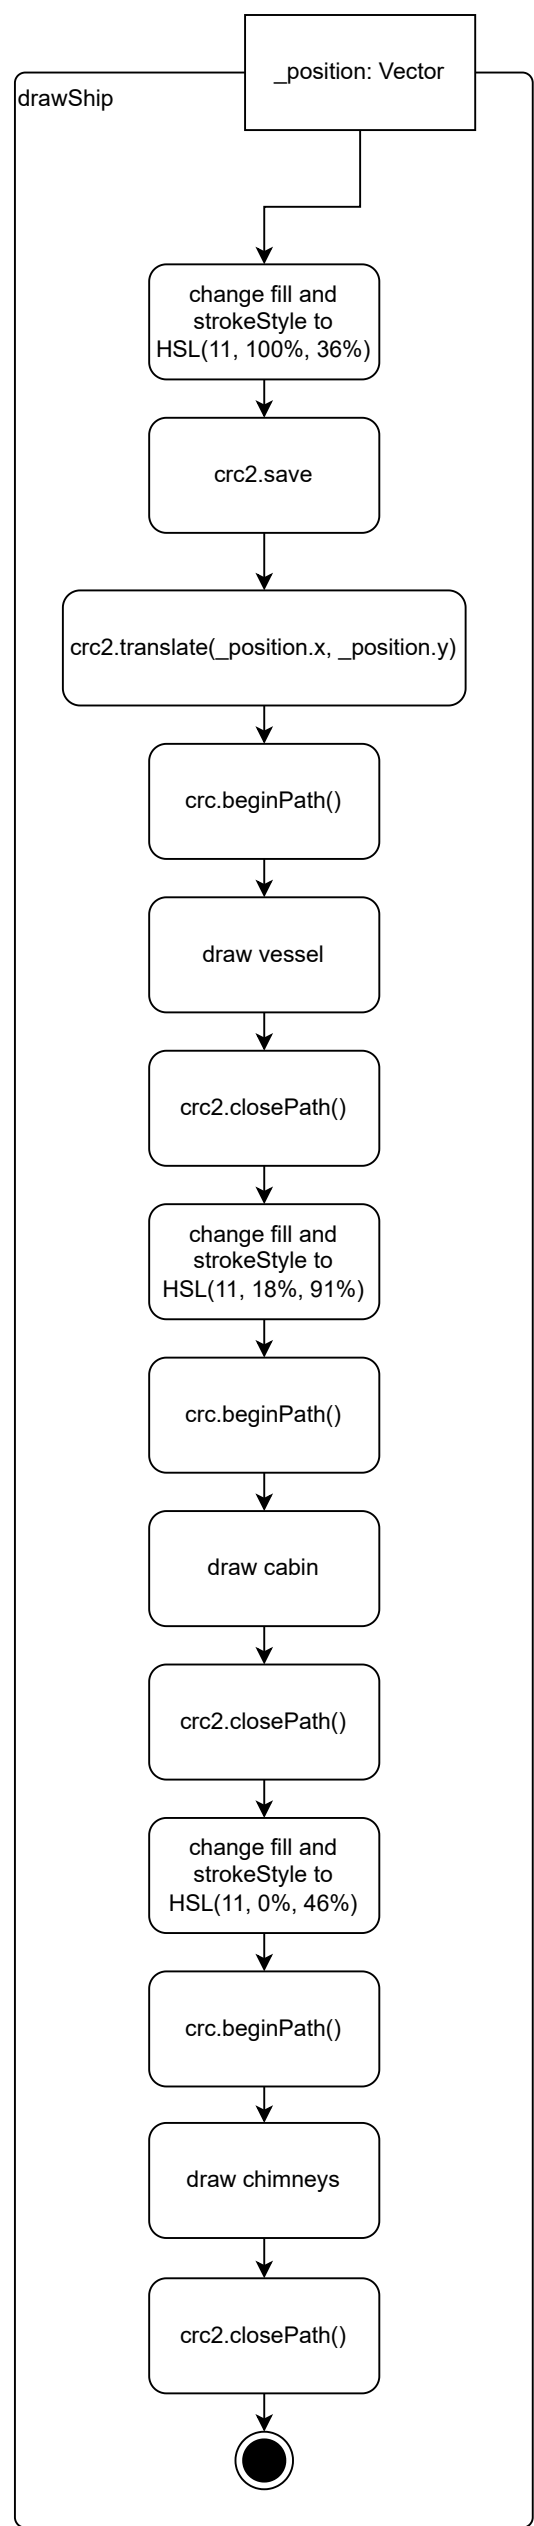 _position: Vector
drawShip
change fill and
strokeStyle to
HSL(11, 100%, 36%)
crc2.save
crc2.translate(_position.x, _position.y)
crc.beginPath()
draw vessel
crc2.closePath()
change fill and
strokeStyle to
HSL(11, 18%, 91%)
crc.beginPath()
draw cabin
crc2.closePath()
change fill and
strokeStyle to
HSL(11, 0%, 46%)
crc.beginPath()
draw chimneys
crc2.closePath()